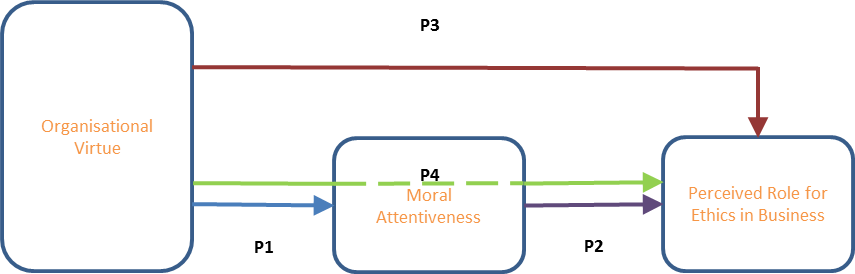 P3
Organisational
Virtue
P4
Moral
Attentiveness
Perceived Role for
Ethics in Business
P1
P2